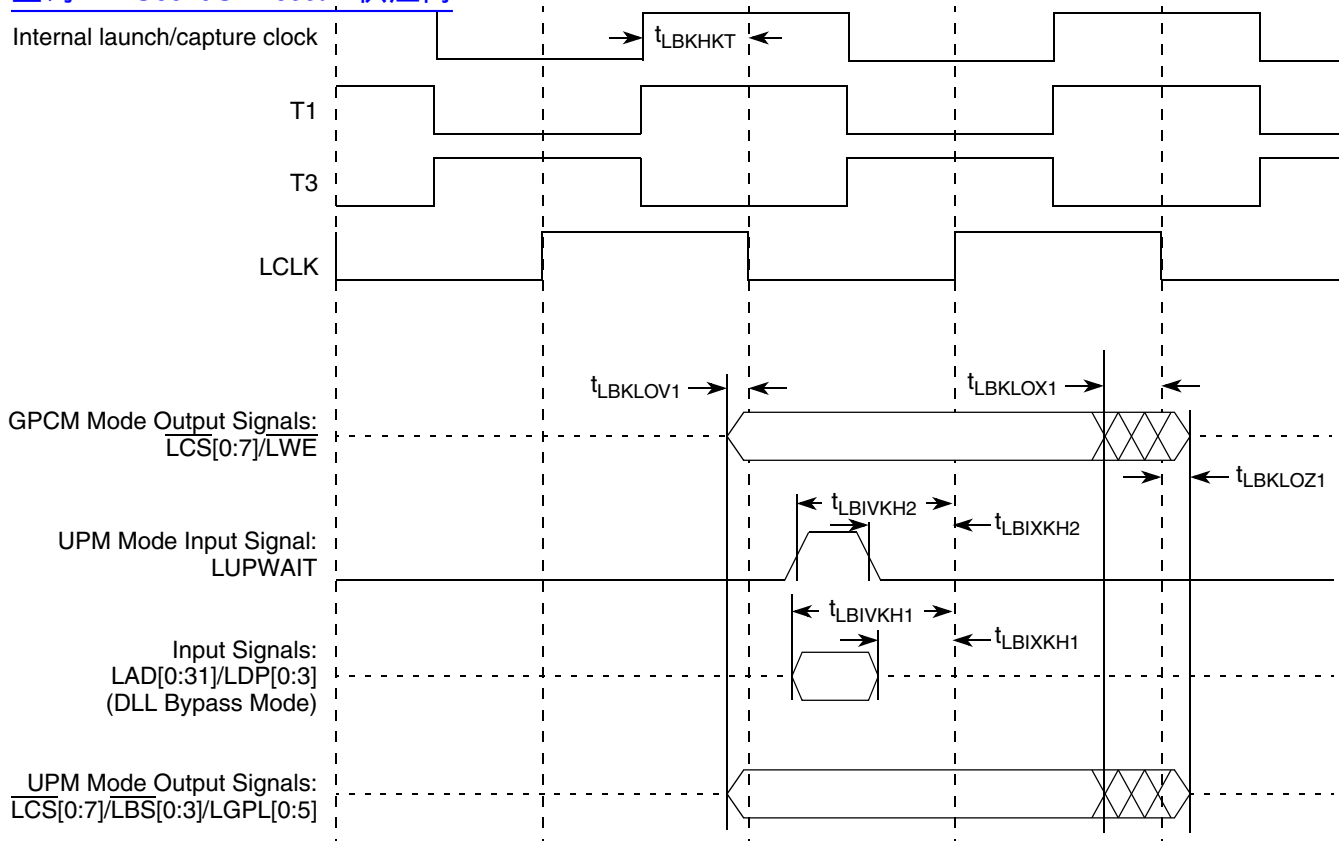 Internal launch/capture clock
tLBKHKT
T1
T3
LCLK
tLBKLOV1
tLBKLOX1
GPCM Mode Output Signals:
LCS[0:7]/LWE
tLBKLOZ1
tLBIVKH2
tLBIXKH2
UPM Mode Input Signal:
LUPWAIT
tLBIVKH1
tLBIXKH1
Input Signals:
LAD[0:31]/LDP[0:3]
(DLL Bypass Mode)
UPM Mode Output Signals:
LCS[0:7]/LBS[0:3]/LGPL[0:5]